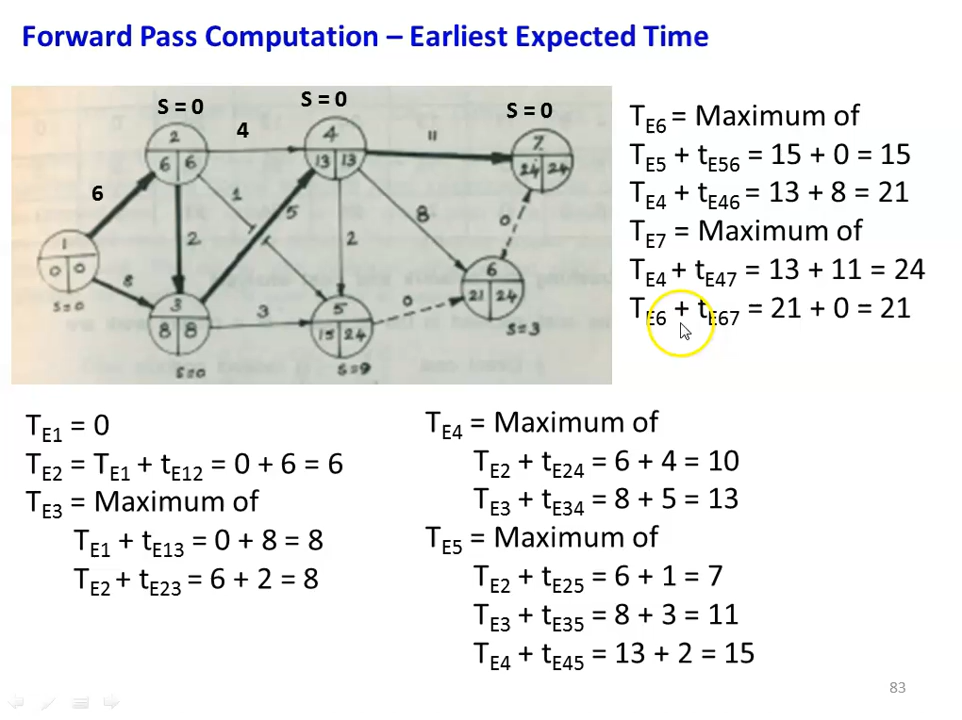 Forward Pass Computation – Earliest Expected Time
S = 0
S = 0
S = 0
4
11
6
2
6 6
4
13 13
7
24 24
1
5
2
2
8
0
1
0 0
S=0
8
3
8 8
S=0
3
5
15 24
S=9
0
6
21 24
S=3
TE6 = Maximum of
TE5 + tE56 = 15 + 0 = 15
TE4 + tE46 = 13 + 8 = 21
TE7 = Maximum of
TE4 + tE47 = 13 + 11 = 24
TE6 + tE67 = 21 + 0 = 21
TE1 = 0
TE2 = TE1 + tE12 = 0 + 6 = 6
TE3 = Maximum of
TE1 + tE13 = 0 + 8 = 8
TE2 + tE23 = 6 + 2 = 8
TE4 = Maximum of
TE2 + tE24 = 6 + 4 = 10
TE3 + tE34 = 8 + 5 = 13
TE5 = Maximum of
TE2 + tE25 = 6 + 1 = 7
TE3 + tE35 = 8 + 3 = 11
TE4 + tE45 = 13 + 2 = 15
83